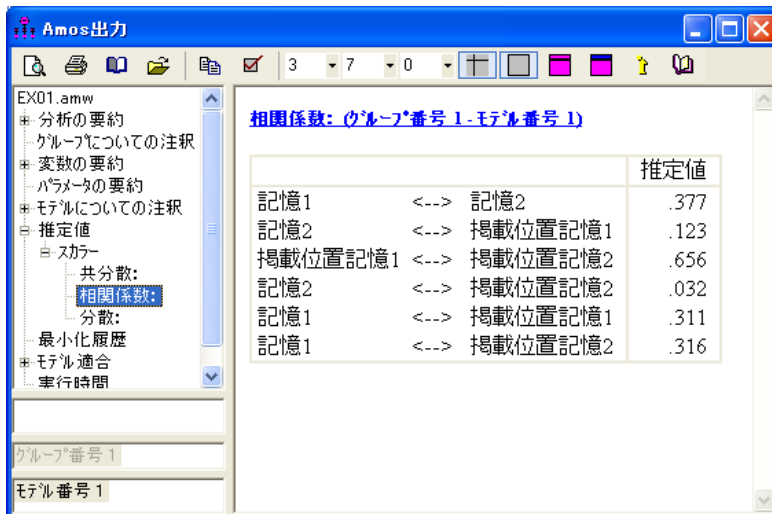 Amos出力
3 7 0
EX01.amw
分析の要約
ｸﾞﾙｰﾌﾟについての注釈
変数の要約
ﾊﾟﾗﾒｰﾀの要約
ﾓﾃﾞﾙについての注釈
推定値
ｽｶﾗｰ
共分散:
相関係数:
分散:
最小化履歴
ﾓﾃﾞﾙ適合
実行時間
ｸﾞﾙｰﾌﾟ番号 1
ﾓﾃﾞﾙ番号 1
相関係数: (ｸﾞﾙｰﾌﾟ番号 1 - ﾓﾃﾞﾙ番号 1)
推定値
記憶1 <--> 記憶2 .377
記憶2 <--> 掲載位置記憶1 .123
掲載位置記憶1 <--> 掲載位置記憶2 .656
記憶2 <--> 掲載位置記憶2 .032
記憶1 <--> 掲載位置記憶1 .311
記憶1 <--> 掲載位置記憶2 .316